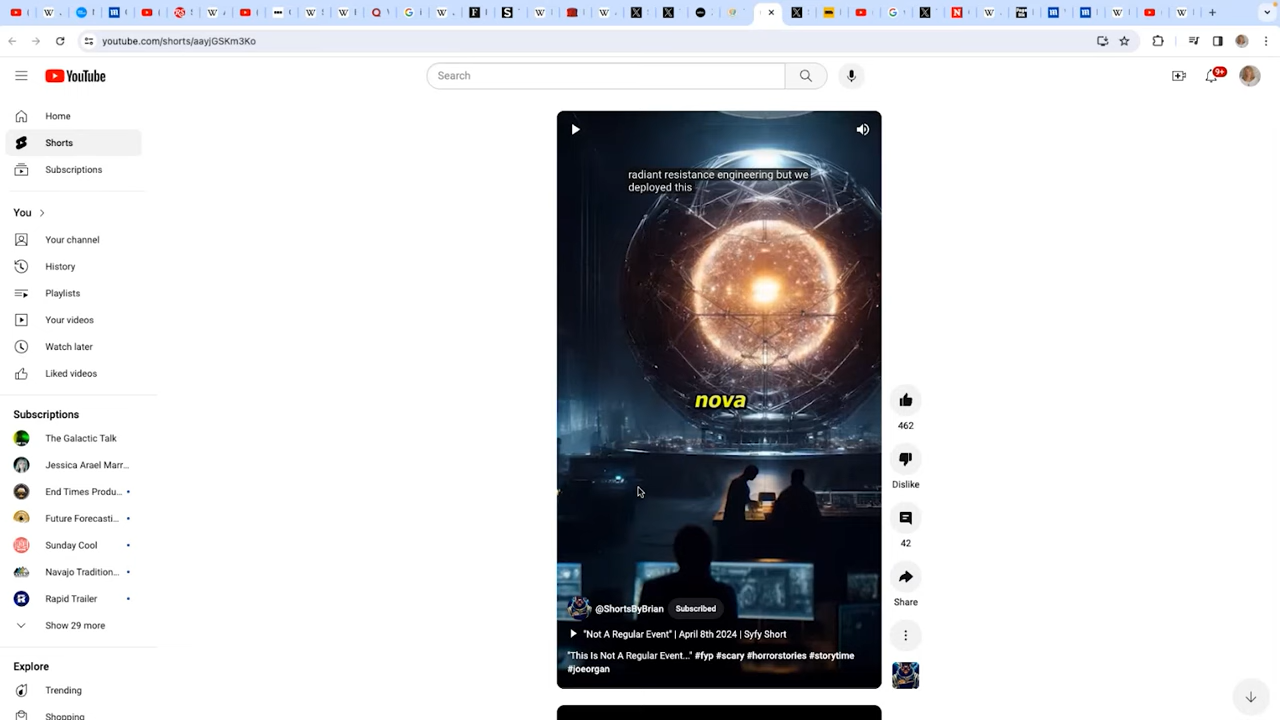 youtube.com/shorts/aayjGSKm3Ko
YouTube
Search
9+
Home
Shorts
Subscriptions
You
Your channel
History
Playlists
Your videos
Watch later
Liked videos
Subscriptions
The Galactic Talk
Jessica Arael Marr...
End Times Produ...
Future Forecasti...
Sunday Cool
Navajo Tradition...
Rapid Trailer
Show 29 more
Explore
Trending
Shopping
radiant resistance engineering but we
deployed this
nova
@ShortsByBrian Subscribed
"Not A Regular Event" | April 8th 2024 | Syfy Short
"This Is Not A Regular Event..." #fyp #scary #horrorstories #storytime
#joeorgan
462
Dislike
42
Share